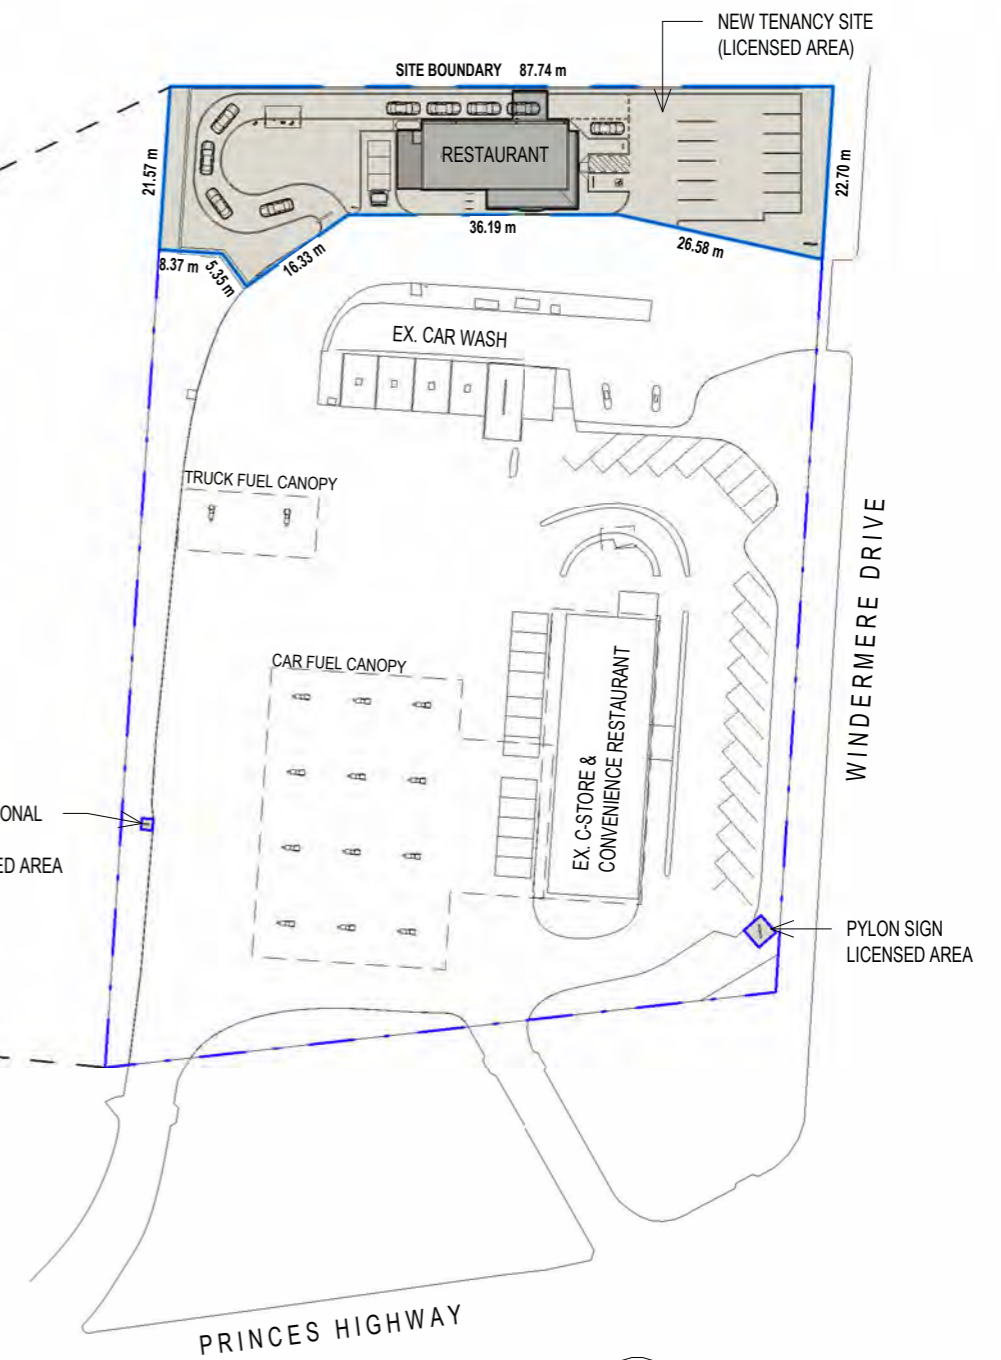 NEW TENANCY SITE
(LICENSED AREA)
SITE BOUNDARY 87.74 m
RESTAURANT
21.57 m
22.70 m
36.19 m
26.58 m
8.37 m
5.35 m
16.33 m
EX. CAR WASH
TRUCK FUEL CANOPY
WINDERMERE DRIVE
CAR FUEL CANOPY
EX. C-STORE &
CONVENIENCE RESTAURANT
ONAL
ED AREA
PYLON SIGN
LICENSED AREA
PRINCES HIGHWAY